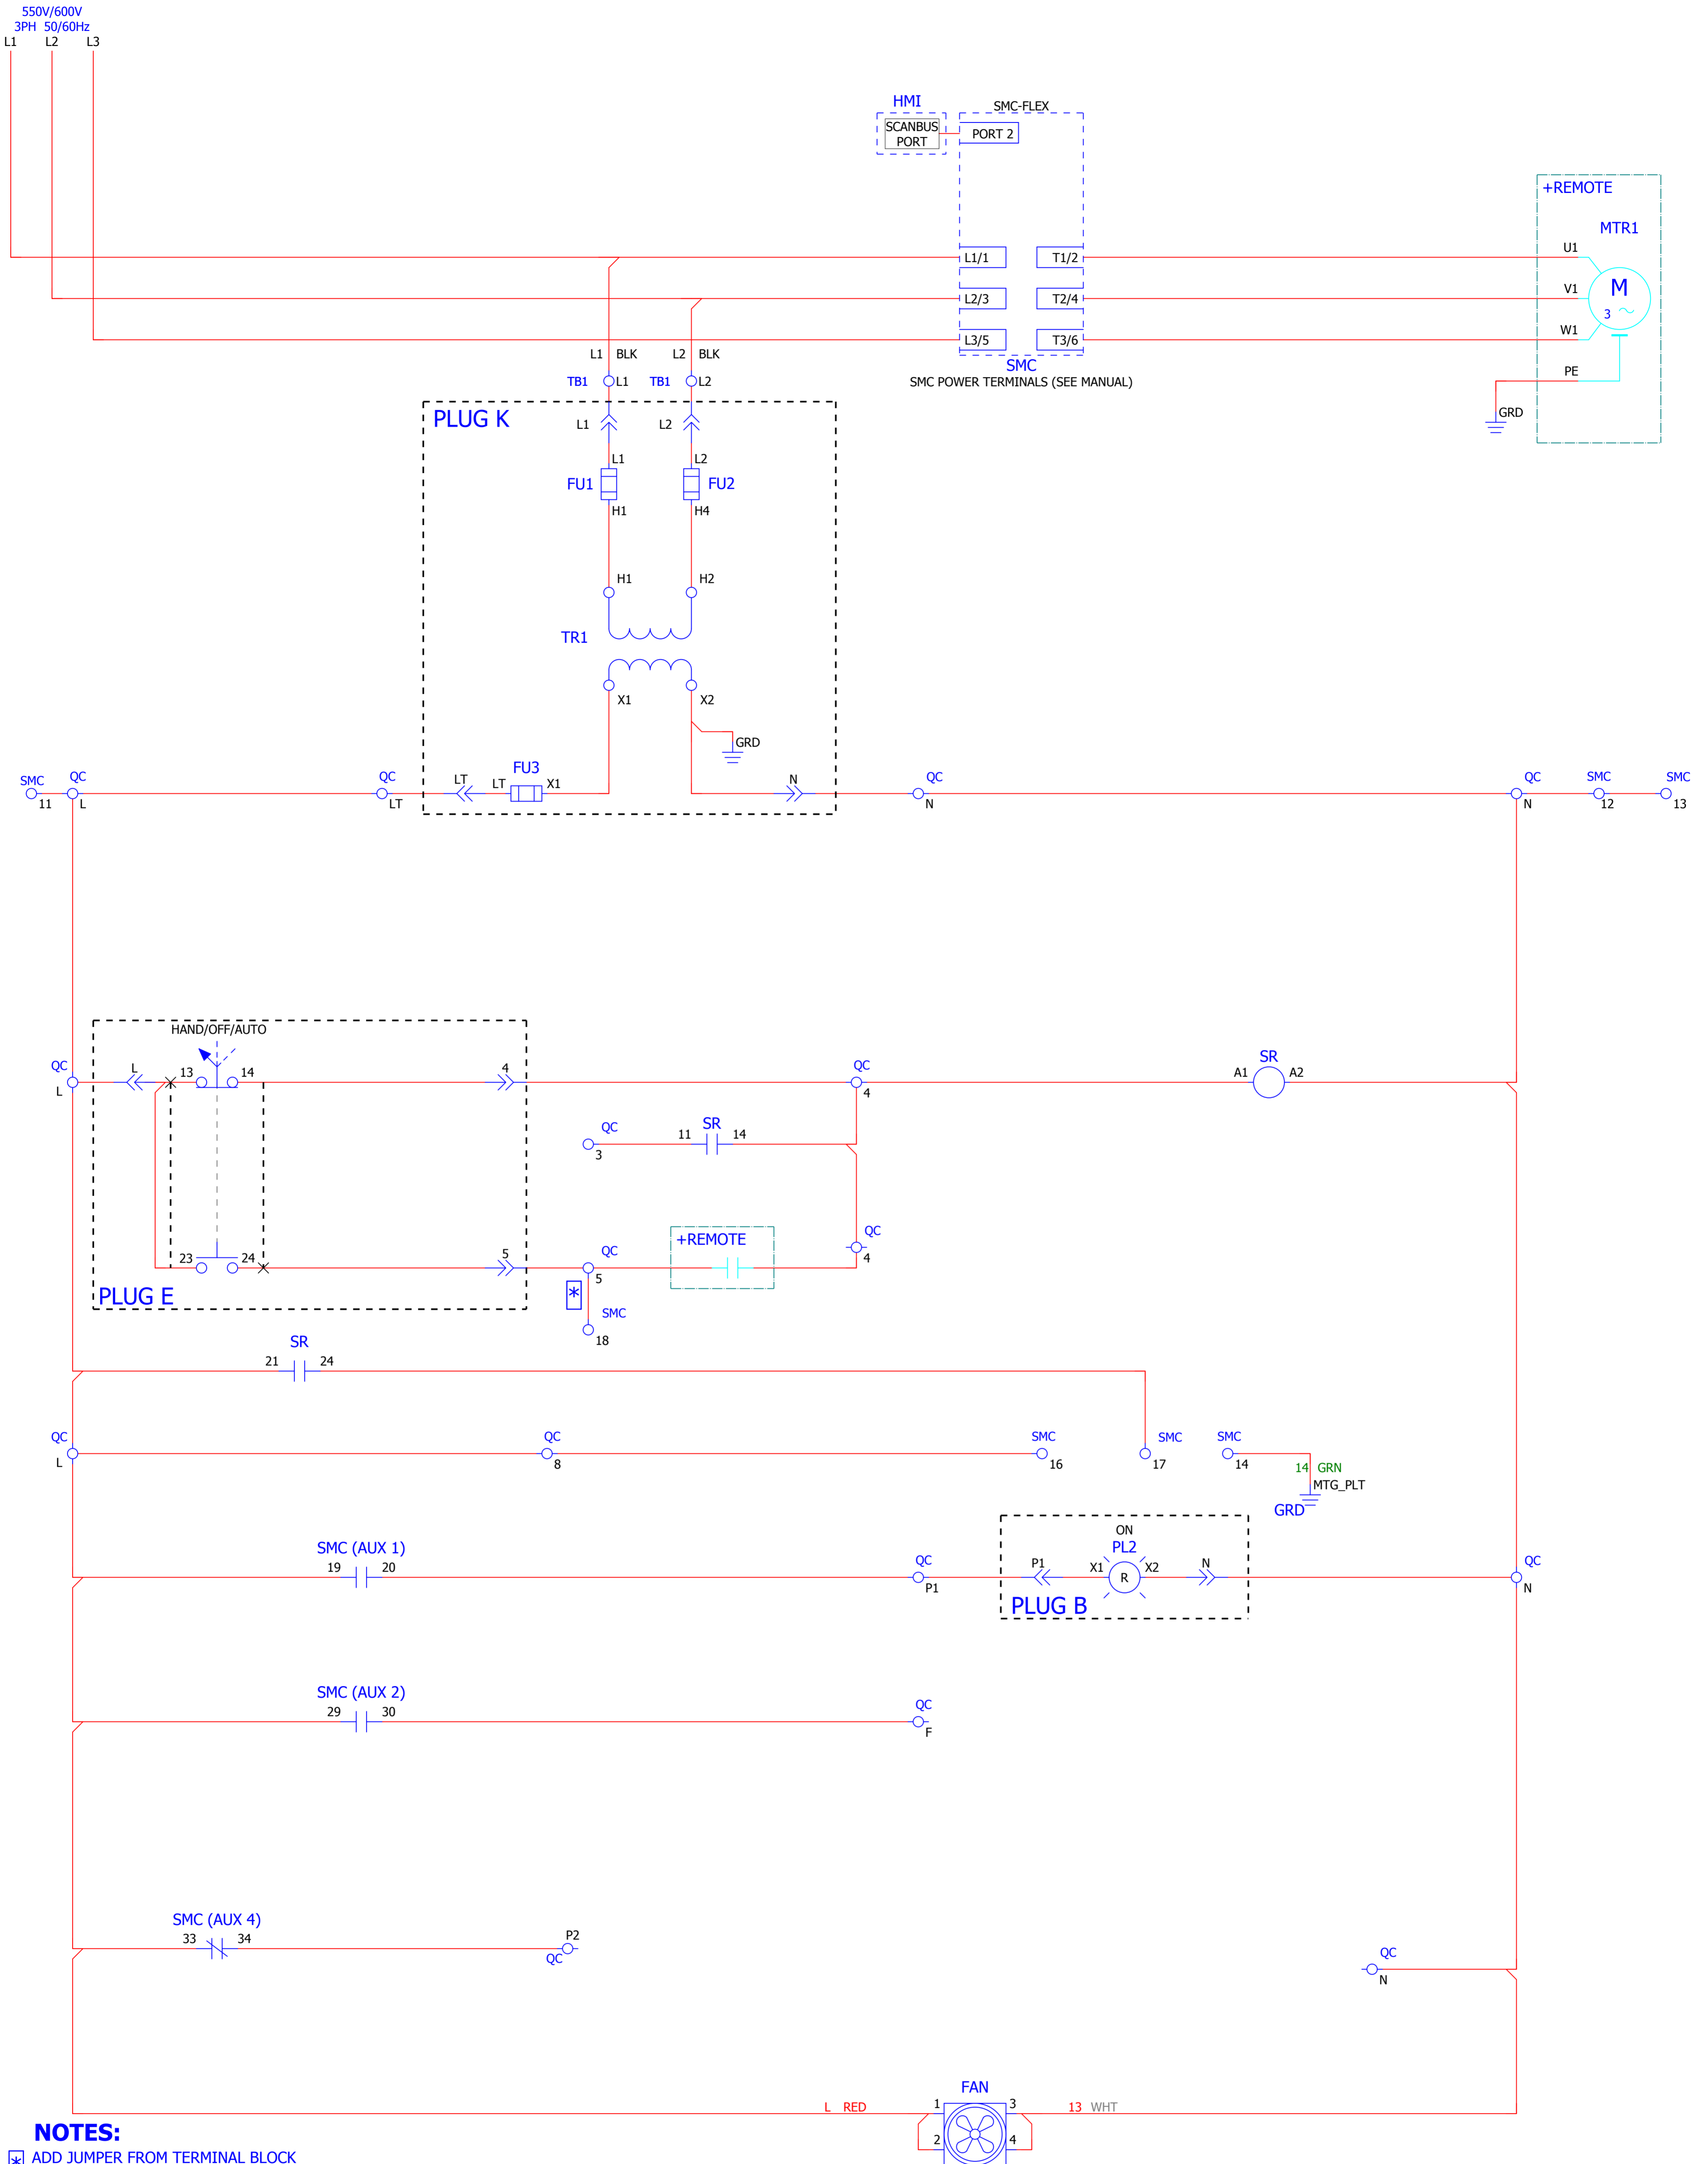 550V/600V
3PH 50/60Hz
L1 L2 L3
HMI
SMC-FLEX
SCANBUS
PORT
PORT 2
+REMOTE
MTR1
L1/1 T1/2 U1
L2/3 T2/4 V1
M
3
L3/5 T3/6 W1
SMC
SMC POWER TERMINALS (SEE MANUAL)
PE
GRD
L1 BLK L2 BLK
TB1 L1 TB1 L2
PLUG K
L1 L2
L1 L2
FU1 FU2
H1 H4
H1 H2
TR1
X1 X2
GRD
SMC QC QC LT LT FU3 X1 N QC QC SMC SMC
11 L LT N N 12 13
HAND/OFF/AUTO
QC L 13 14 4 QC SR
L 4 A1 A2
QC 11 SR 14
3
QC
4
+REMOTE
23 24 5 QC
5
PLUG E
*
SMC
18
SR
21 24
QC QC SMC SMC SMC
L 8 16 17 14
14 GRN
MTG_PLT
GRD
ON
PL2
SMC (AUX 1)
19 20 QC P1 X1 R X2 N QC
P1 N
PLUG B
SMC (AUX 2)
29 30 QC
F
SMC (AUX 4)
33 34 P2
QC
QC
N
FAN
L RED 1 3 13 WHT
2 4
NOTES:
* ADD JUMPER FROM TERMINAL BLOCK